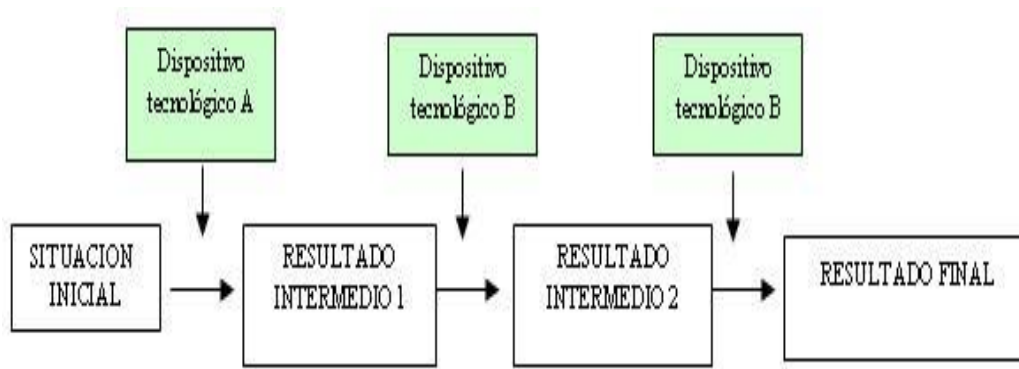 Dispositivo
tecnológico A
Dispositivo
tecnológico B
Dispositivo
tecnológico B
SITUACION
INICIAL
RESULTADO
INTERMEDIO 1
RESULTADO
INTERMEDIO 2
RESULTADO FINAL